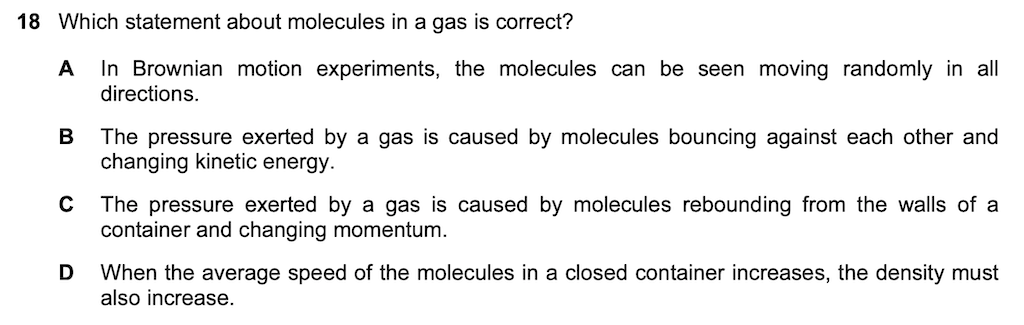 18 Which statement about molecules in a gas is correct?
A In Brownian motion experiments, the molecules can be seen moving randomly in all
directions.
B The pressure exerted by a gas is caused by molecules bouncing against each other and
changing kinetic energy.
C The pressure exerted by a gas is caused by molecules rebounding from the walls of a
container and changing momentum.
D When the average speed of the molecules in a closed container increases, the density must
also increase.